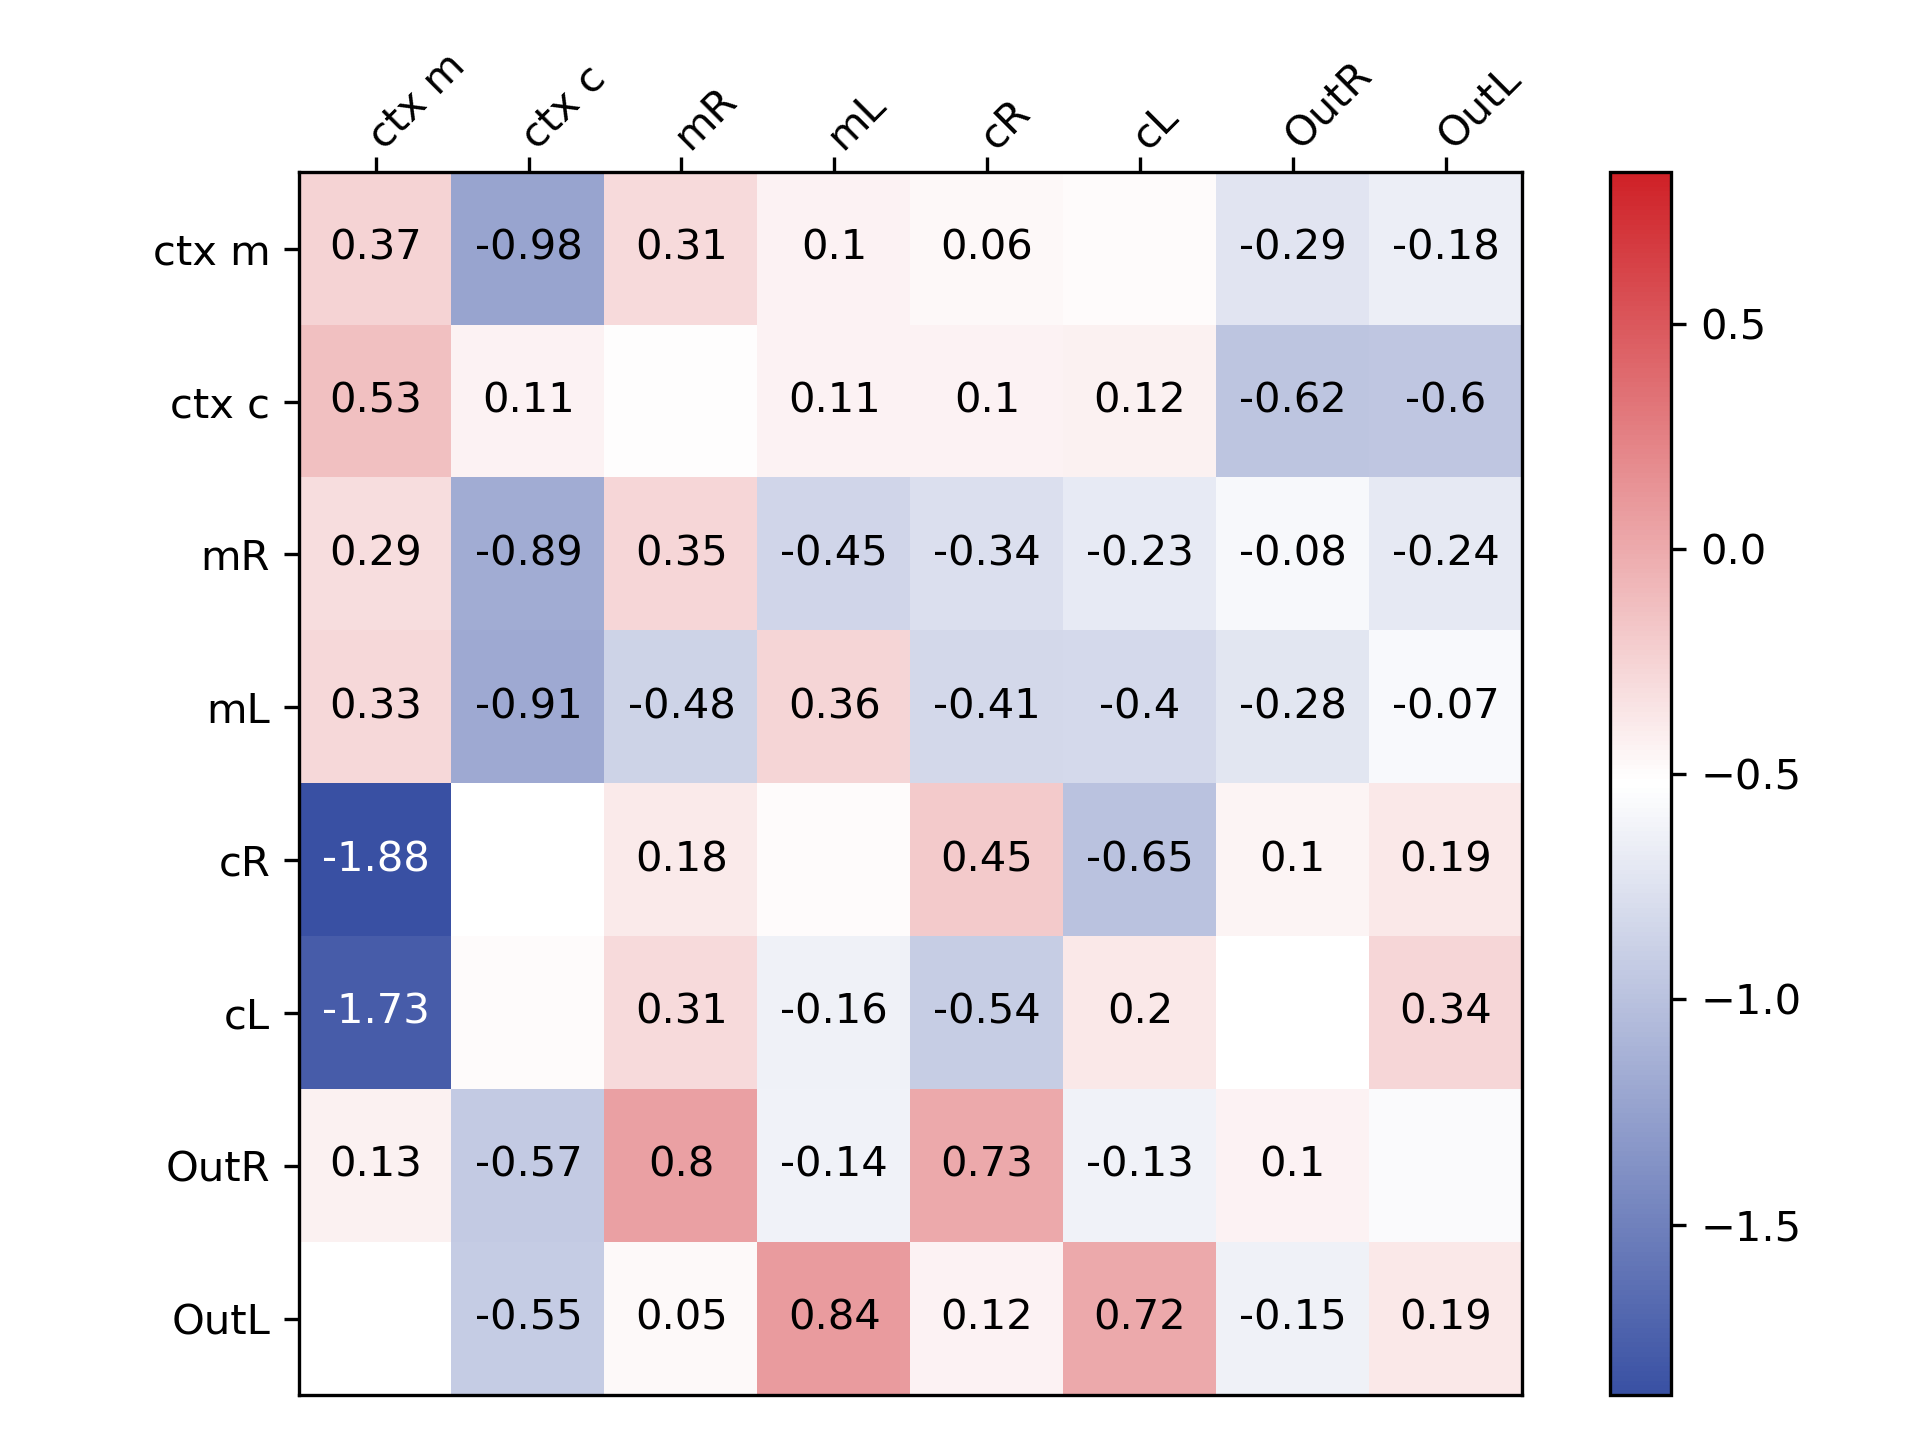 ctx m ctx c mR mL cR cL OutR OutL
ctx m 0.37 -0.98 0.31 0.1 0.06 -0.29 -0.18
ctx c 0.53 0.11 0.11 0.1 0.12 -0.62 -0.6
mR 0.29 -0.89 0.35 -0.45 -0.34 -0.23 -0.08 -0.24
mL 0.33 -0.91 -0.48 0.36 -0.41 -0.4 -0.28 -0.07
cR -1.88 0.18 0.45 -0.65 0.1 0.19
cL -1.73 0.31 -0.16 -0.54 0.2 0.34
OutR 0.13 -0.57 0.8 -0.14 0.73 -0.13 0.1
OutL -0.55 0.05 0.84 0.12 0.72 -0.15 0.19
0.5
0.0
−0.5
−1.0
−1.5